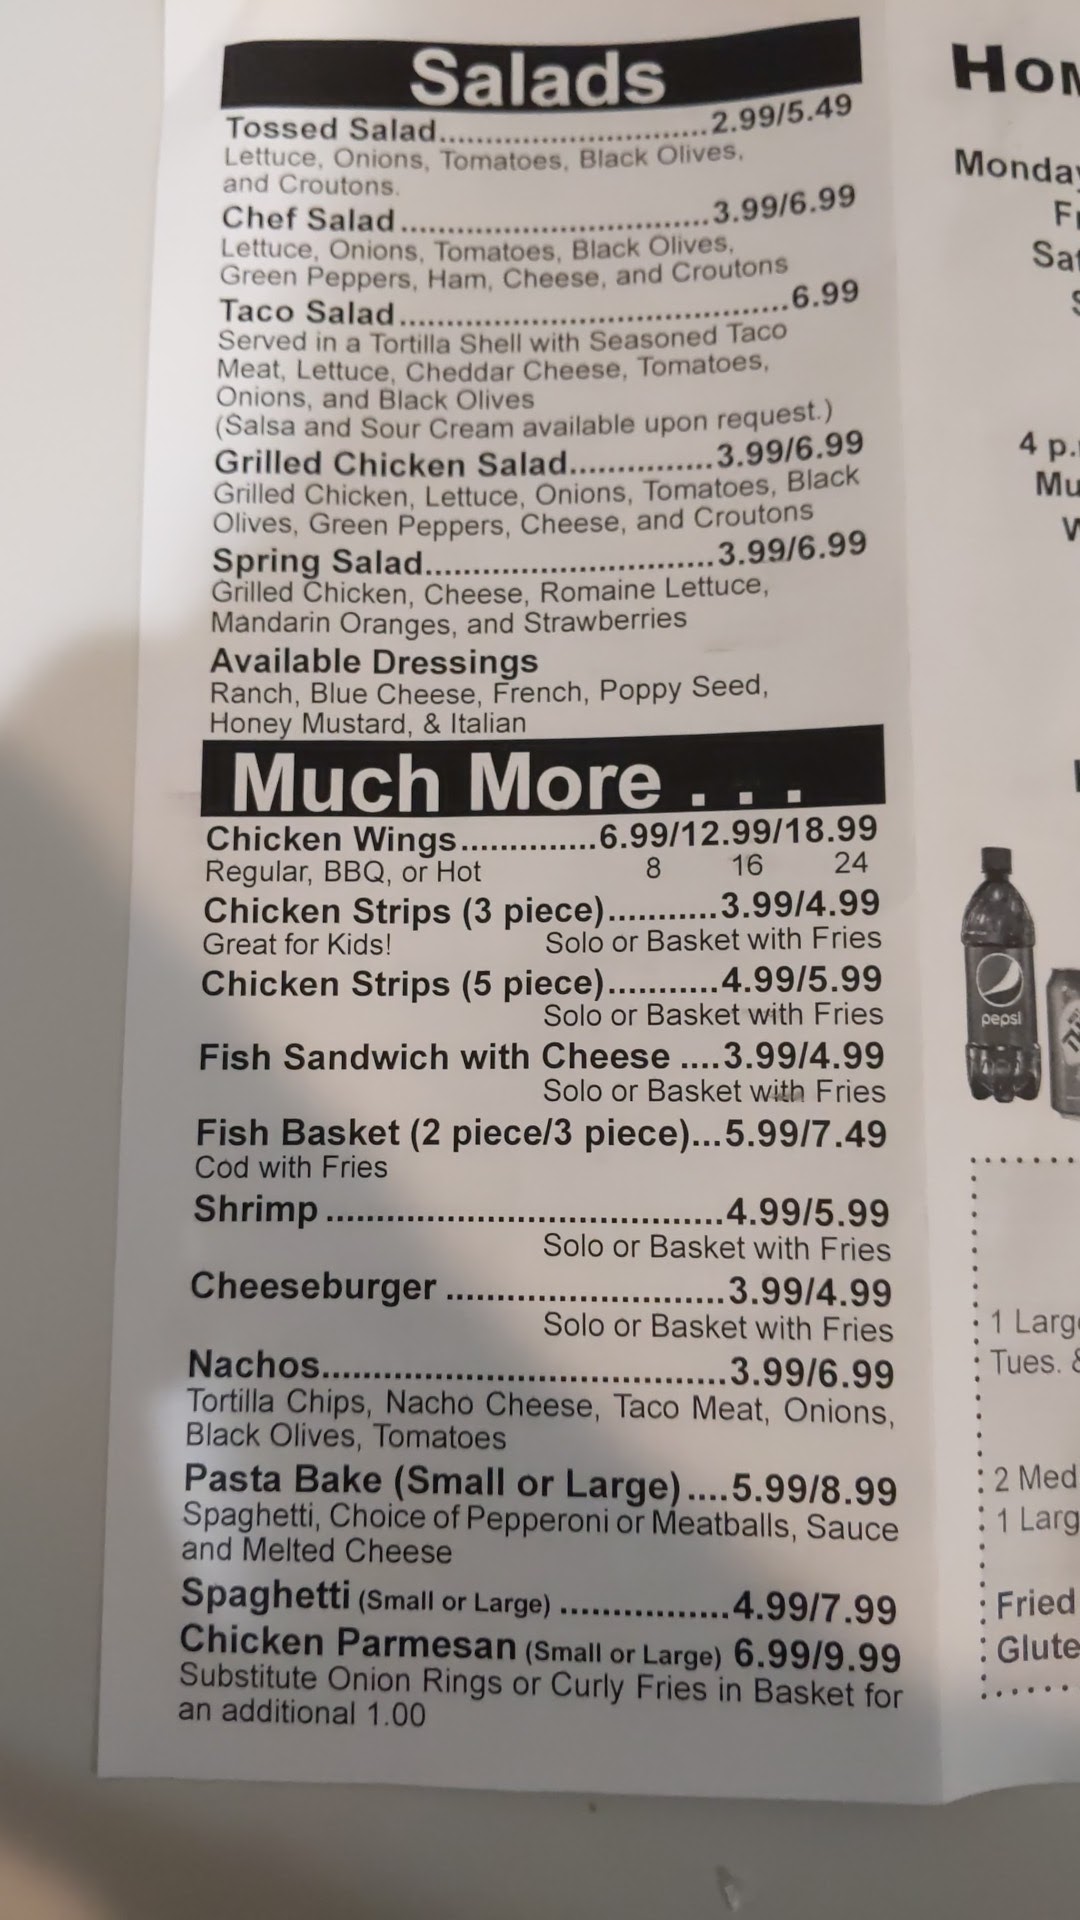 Salads
Tossed Salad..............................2.99/5.49
Lettuce, Onions, Tomatoes, Black Olives,
and Croutons.
Chef Salad..................................3.99/6.99
Lettuce, Onions, Tomatoes, Black Olives,
Green Peppers, Ham, Cheese, and Croutons
Taco Salad...........................................6.99
Served in a Tortilla Shell with Seasoned Taco
Meat, Lettuce, Cheddar Cheese, Tomatoes,
Onions, and Black Olives
(Salsa and Sour Cream available upon request.)
Grilled Chicken Salad................3.99/6.99
Grilled Chicken, Lettuce, Onions, Tomatoes, Black
Olives, Green Peppers, Cheese, and Croutons
Spring Salad................................3.99/6.99
Grilled Chicken, Cheese, Romaine Lettuce,
Mandarin Oranges, and Strawberries
Available Dressings
Ranch, Blue Cheese, French, Poppy Seed,
Honey Mustard, & Italian
Much More . . .
Chicken Wings...............6.99/12.99/18.99
Regular, BBQ, or Hot 8 16 24
Chicken Strips (3 piece)............3.99/4.99
Great for Kids! Solo or Basket with Fries
Chicken Strips (5 piece)............4.99/5.99
Solo or Basket with Fries
Fish Sandwich with Cheese ....3.99/4.99
Solo or Basket with Fries
Fish Basket (2 piece/3 piece)...5.99/7.49
Cod with Fries
Shrimp .......................................4.99/5.99
Solo or Basket with Fries
Cheeseburger ...........................3.99/4.99
Solo or Basket with Fries
Nachos........................................3.99/6.99
Tortilla Chips, Nacho Cheese, Taco Meat, Onions,
Black Olives, Tomatoes
Pasta Bake (Small or Large)....5.99/8.99
Spaghetti, Choice of Pepperoni or Meatballs, Sauce
and Melted Cheese
Spaghetti (Small or Large) .................4.99/7.99
Chicken Parmesan (Small or Large) 6.99/9.99
Substitute Onion Rings or Curly Fries in Basket for
an additional 1.00
Monday
4 p.
pepsi
1 Large
Tues. &
2 Med
1 Larg
Fried
Glute